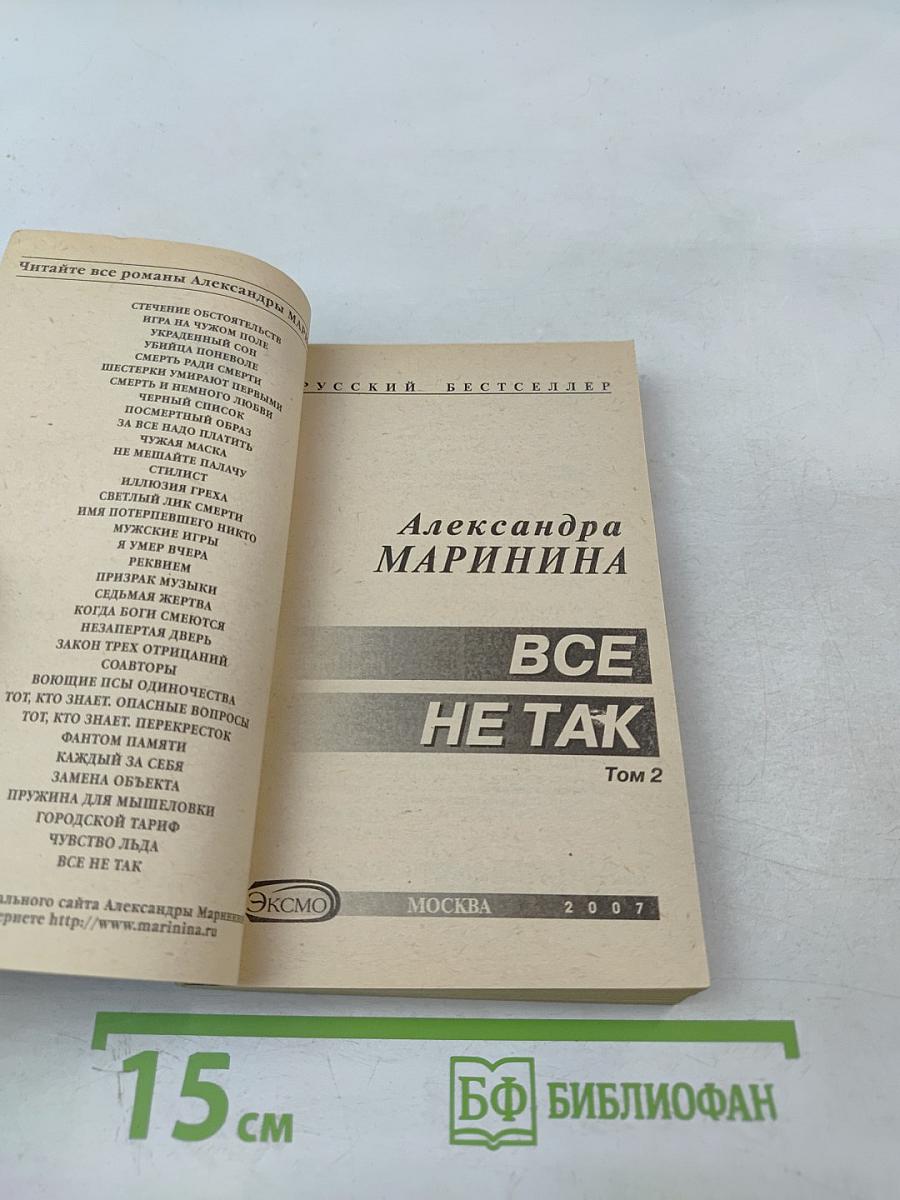 Читайте все романы Александры
СТЕЧЕНИЕ ОБСТОЯТЕЛЬСТВ
ИГРА НА ЧУЖОМ ПОЛЕ
УКРАДЕННЫЙ СОН
УБИЙЦА ПОНЕВОЛЕ
СМЕРТЬ РАДИ СМЕРТИ
ШЕСТЕРКИ УМИРАЮТ ПЕРВЫМИ
СМЕРТЬ И НЕМНОГО ЛЮБВИ
ЧЕРНЫЙ СПИСОК
ПОСМЕРТНЫЙ ОБРАЗ
ЗА ВСЕ НАДО ПЛАТИТЬ
ЧУЖАЯ МАСКА
НЕ МЕШАЙТЕ ПАЛАЧУ
СТИЛИСТ
ИЛЛЮЗИЯ ГРЕХА
СВЕТЛЫЙ ЛИК СМЕРТИ
ИМЯ ПОТЕРПЕВШЕГО НИКТО
МУЖСКИЕ ИГРЫ
Я УМЕР ВЧЕРА
РЕКВИЕМ
ПРИЗРАК МУЗЫКИ
СЕДЬМАЯ ЖЕРТВА
КОГДА БОГИ СМЕЮТСЯ
НЕЗАПЕРТАЯ ДВЕРЬ
ЗАКОН ТРЕХ ОТРИЦАНИЙ
СОАВТОРЫ
ВОЮЩИЕ ПСЫ ОДИНОЧЕСТВА
ТОТ, КТО ЗНАЕТ. ОПАСНЫЕ ВОПРОСЫ
ТОТ, КТО ЗНАЕТ. ПЕРЕКРЕСТОК
ФАНТОМ ПАМЯТИ
КАЖДЫЙ ЗА СЕБЯ
ЗАМЕНА ОБЪЕКТА
ПРУЖИНА ДЛЯ МЫШЕЛОВКИ
ГОРОДСКОЙ ТАРИФ
ЧУВСТВО ЛЬДА
ВСЕ НЕ ТАК
ального сайта Александры
http://www.marinina.ru
РУССКИЙ БЕСТСЕЛЛЕР
Александра
МАРИНИНА
ВСЕ
НЕ ТАК
Том 2
ЭКСМО
МОСКВА 2007
15 см
БФ БИБЛИОФАН